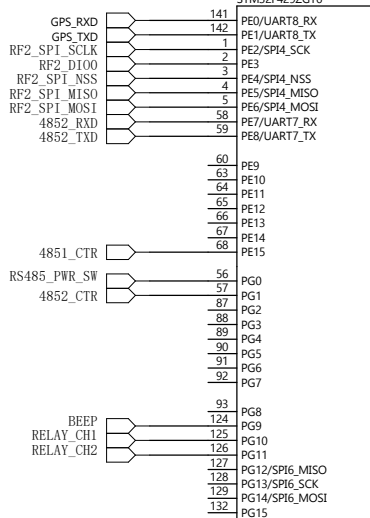 GPS_RXD 141 PE0/UART8_RX
GPS_TXD 142 PE1/UART8_TX
RF2_SPI_SCLK 1 PE2/SPI4_SCK
RF2_DIO0 2 PE3
RF2_SPI_NSS 3 PE4/SPI4_NSS
RF2_SPI_MISO 4 PE5/SPI4_MISO
RF2_SPI_MOSI 5 PE6/SPI4_MOSI
4852_RXD 58 PE7/UART7_RX
4852_TXD 59 PE8/UART7_TX
60 PE9
63 PE10
64 PE11
65 PE12
66 PE13
67 PE14
4851_CTR 68 PE15
RS485_PWR_SW 56 PG0
4852_CTR 57 PG1
87 PG2
88 PG3
89 PG4
90 PG5
91 PG6
92 PG7
93 PG8
BEEP 124 PG9
RELAY_CH1 125 PG10
RELAY_CH2 126 PG11
127 PG12/SPI6_MISO
128 PG13/SPI6_SCK
129 PG14/SPI6_MOSI
132 PG15